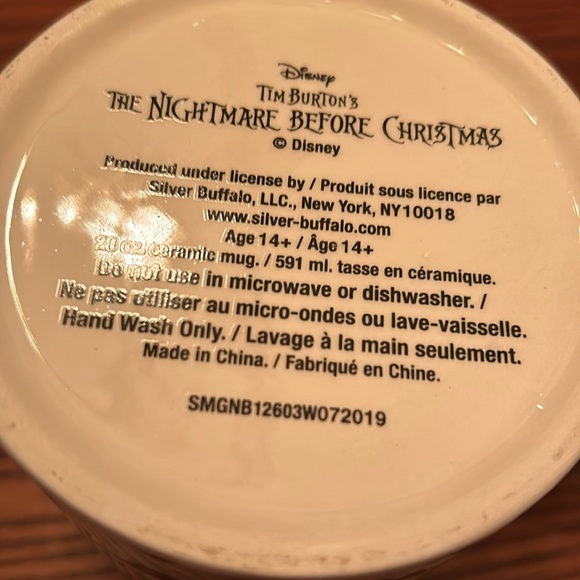 Disney
TIM BURTON'S
THE NIGHTMARE BEFORE CHRISTMAS
© Disney
Produced under license by / Produit sous licence par
Silver Buffalo, LLC., New York, NY10018
www.silver-buffalo.com
Age 14+ / Âge 14+
20 oz. ceramic mug. / 591 ml. tasse en céramique.
Do not use in microwave or dishwasher. /
Ne pas utiliser au micro-ondes ou lave-vaisselle.
Hand Wash Only. / Lavage à la main seulement.
Made in China. / Fabriqué en Chine.
SMGNB12603W072019